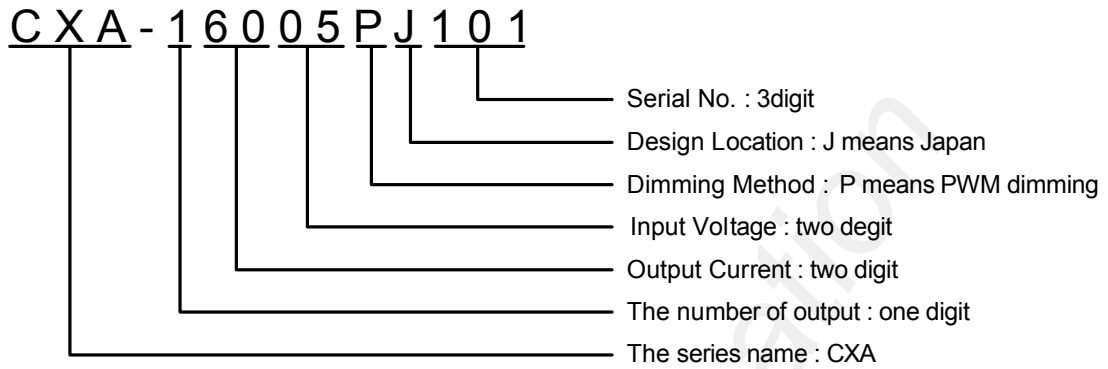 CXA-16005PJ101
Serial No. : 3digit
Design Location : J means Japan
Dimming Method : P means PWM dimming
Input Voltage : two degit
Output Current : two digit
The number of output : one digit
The series name : CXA